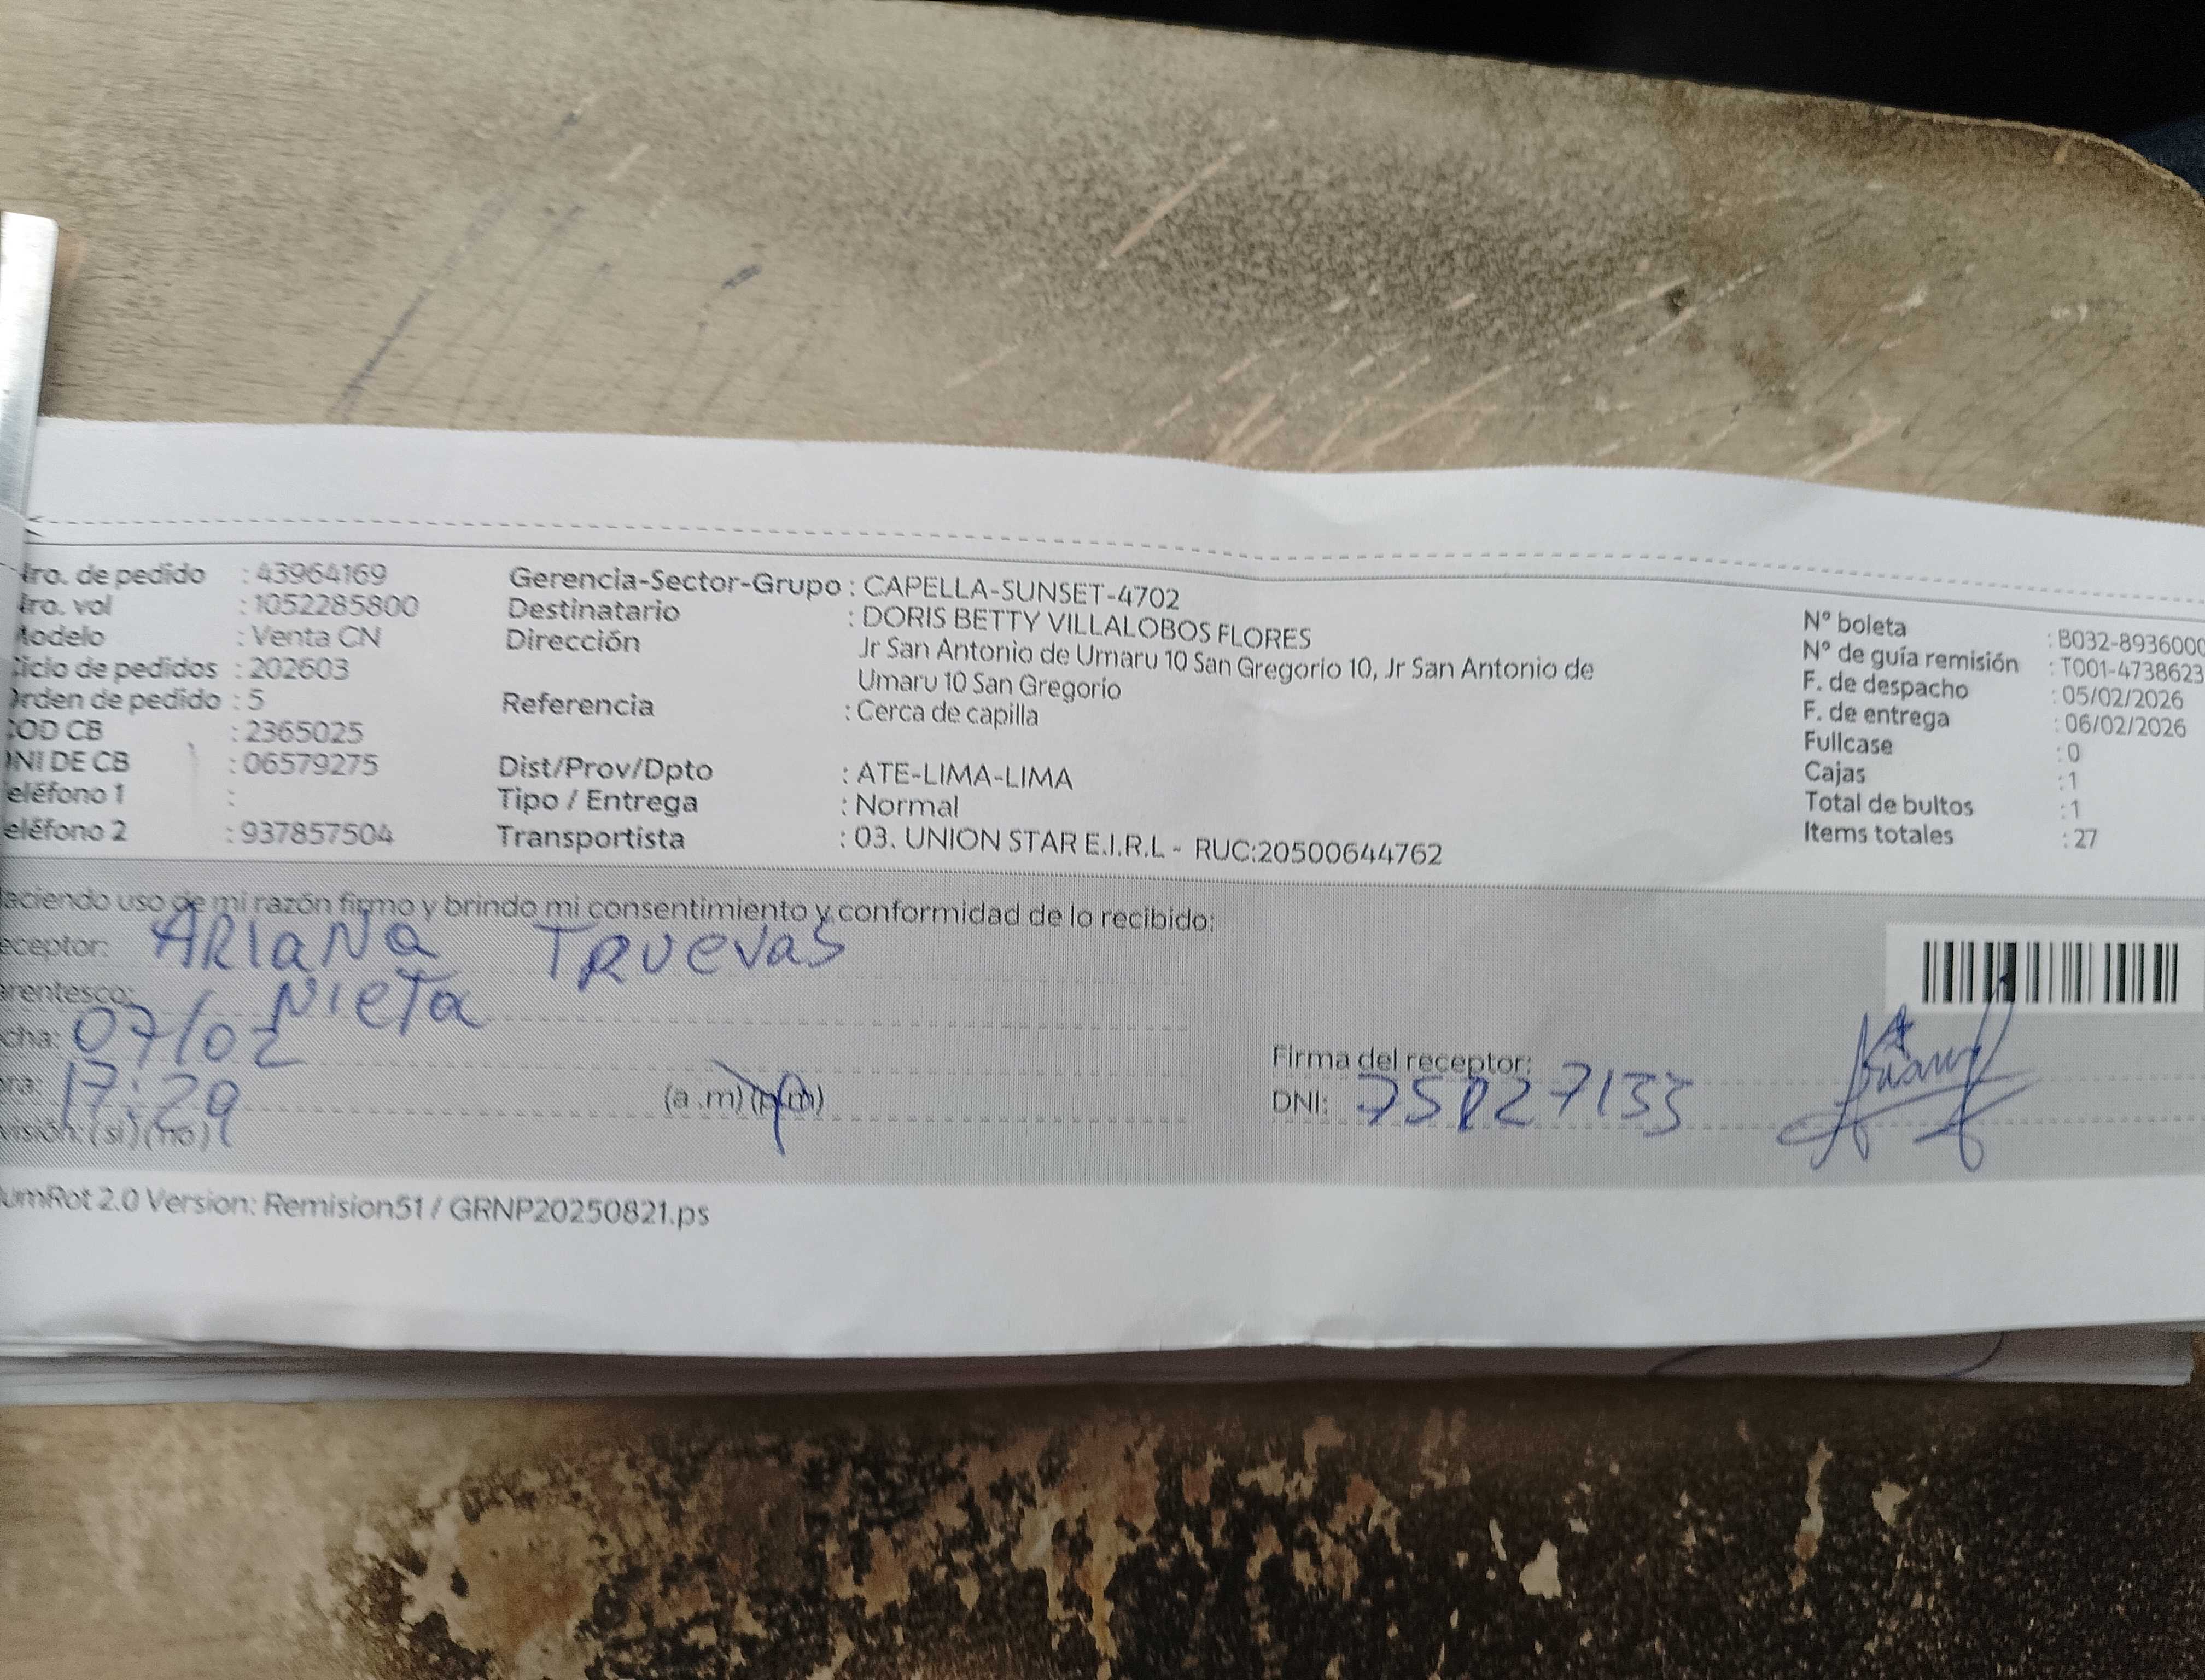 Nro. de pedido : 43964169
Nro. vol : 1052285800
Modelo : Venta CN
Ciclo de pedidos : 202603
Orden de pedido : 5
COD CB : 2365025
DNI DE CB : 06579275
Teléfono 1 :
Teléfono 2 : 937857504
Gerencia-Sector-Grupo : CAPELLA-SUNSET-4702
Destinatario : DORIS BETTY VILLALOBOS FLORES
Dirección Jr San Antonio de Umaru 10 San Gregorio 10, Jr San Antonio de
Umaru 10 San Gregorio
Referencia : Cerca de capilla
Dist/Prov/Dpto : ATE-LIMA-LIMA
Tipo / Entrega : Normal
Transportista : 03. UNION STAR E.I.R.L - RUC:20500644762
N° boleta : B032-8936000
N° de guía remisión : T001-4738623
F. de despacho : 05/02/2026
F. de entrega : 06/02/2026
Fullcase : 0
Cajas : 1
Total de bultos : 1
Items totales : 27
Haciendo uso de mi razón firmo y brindo mi consentimiento y conformidad de lo recibido:
Receptor: ARIANA TRUEVAS
Parentesco: NIETA
Fecha: 07/02
Hora: 17:29 (a .m) (p.m)
(si) (no)
Firma del receptor:
DNI: 75027133
umRot 2.0 Version: Remision51 / GRNP20250821.ps